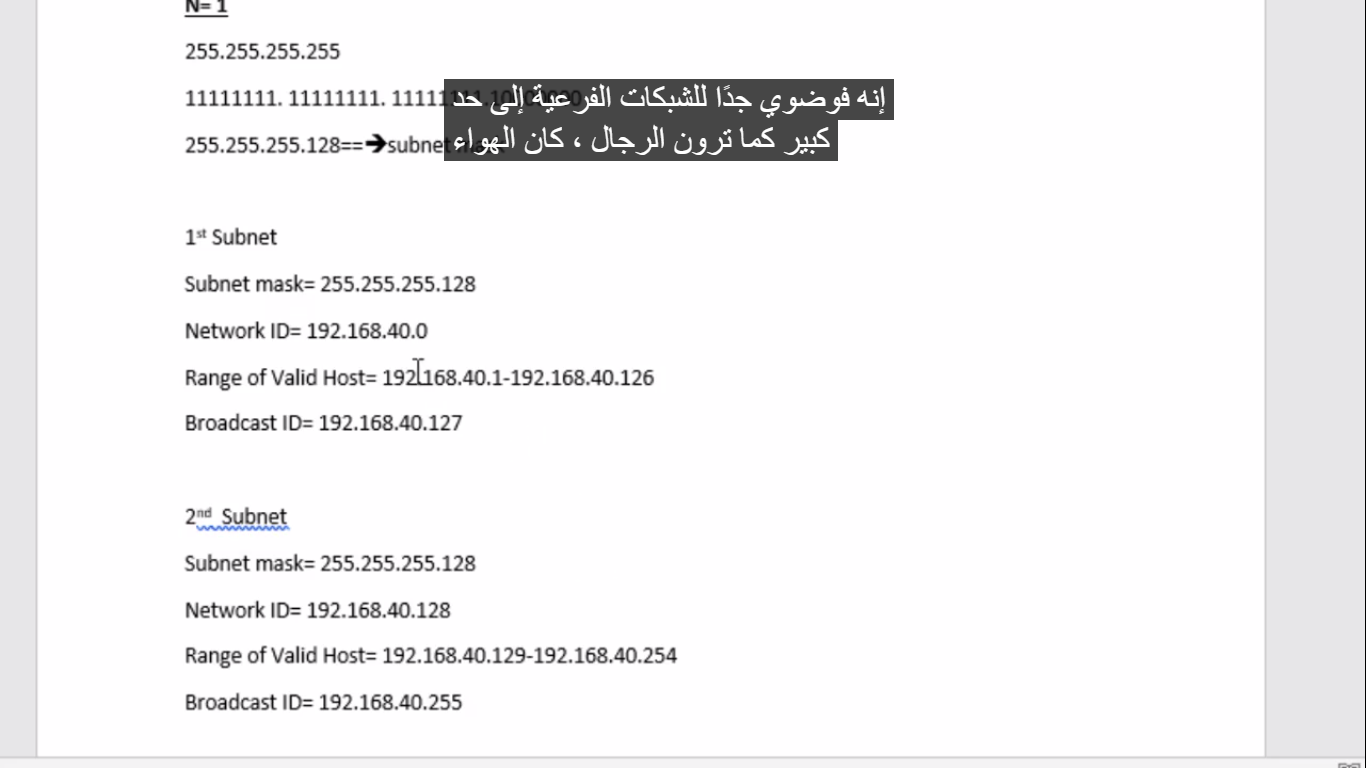 N= 1
255.255.255.255
11111111. 11111111. 11111111.10000000
إنه فوضوي جدًا للشبكات الفرعية إلى حد
كبير كما ترون الرجال ، كان الهواء
255.255.255.128==➔subnet
1st Subnet
Subnet mask= 255.255.255.128
Network ID= 192.168.40.0
Range of Valid Host= 192.168.40.1-192.168.40.126
Broadcast ID= 192.168.40.127
2nd Subnet
Subnet mask= 255.255.255.128
Network ID= 192.168.40.128
Range of Valid Host= 192.168.40.129-192.168.40.254
Broadcast ID= 192.168.40.255